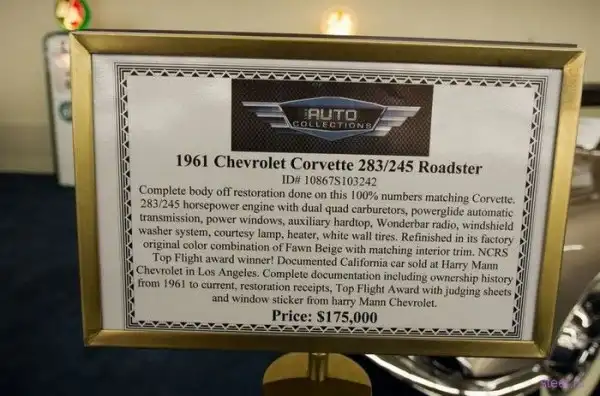 AUTO
COLLECTIONS
1961 Chevrolet Corvette 283/245 Roadster
ID# 10867S103242
Complete body off restoration done on this 100% numbers matching Corvette.
283/245 horsepower engine with dual quad carburetors, powerglide automatic
transmission, power windows, auxiliary hardtop, Wonderbar radio, windshield
washer system, courtesy lamp, heater, white wall tires. Refinished in its factory
original color combination of Fawn Beige with matching interior trim. NCRS
Top Flight award winner! Documented California car sold at Harry Mann
Chevrolet in Los Angeles. Complete documentation including ownership history
from 1961 to current, restoration receipts, Top Flight Award with judging sheets
and window sticker from harry Mann Chevrolet.
Price: $175,000